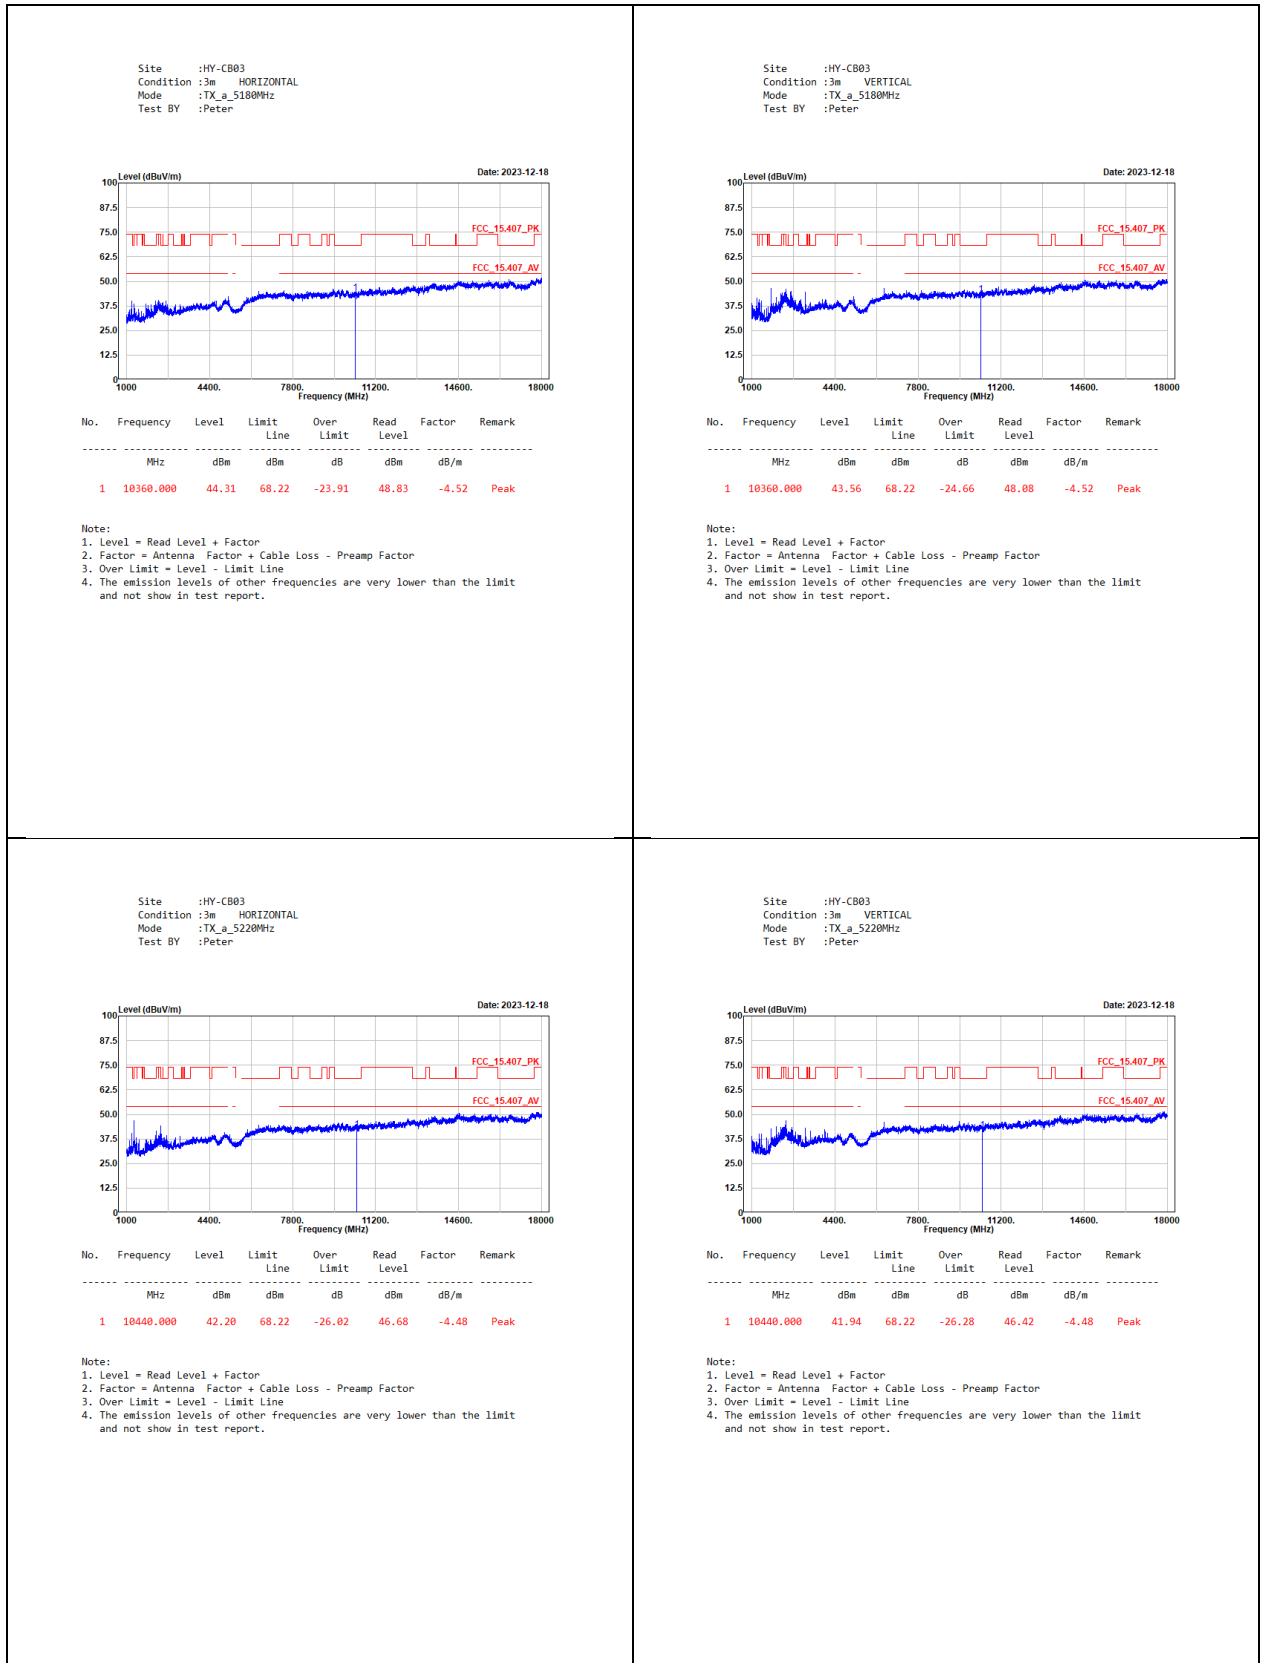 Site :HY-CB03
Condition :3m HORIZONTAL
Mode :TX_a_5180MHz
Test BY :Peter
Level (dBuV/m) Date: 2023-12-18
100
87.5
75.0 FCC_15.407_PK
62.5
FCC_15.407_AV
50.0
37.5
25.0
12.5
0
1000 4400. 7800. 11200. 14600. 18000
Frequency (MHz)
No. Frequency Level Limit Over Read Factor Remark
Line Limit Level
------ ----------- -------- --------- -------- --------- -------- ---------
MHz dBm dBm dB dBm dB/m
1 10360.000 44.31 68.22 -23.91 48.83 -4.52 Peak
Note:
1. Level = Read Level + Factor
2. Factor = Antenna Factor + Cable Loss - Preamp Factor
3. Over Limit = Level - Limit Line
4. The emission levels of other frequencies are very lower than the limit
and not show in test report.
Site :HY-CB03
Condition :3m VERTICAL
Mode :TX_a_5180MHz
Test BY :Peter
Level (dBuV/m) Date: 2023-12-18
100
87.5
75.0 FCC_15.407_PK
62.5
FCC_15.407_AV
50.0
37.5
25.0
12.5
0
1000 4400. 7800. 11200. 14600. 18000
Frequency (MHz)
No. Frequency Level Limit Over Read Factor Remark
Line Limit Level
------ ----------- -------- --------- --------- --------- -------- ---------
MHz dBm dBm dB dBm dB/m
1 10360.000 43.56 68.22 -24.66 48.08 -4.52 Peak
Note:
1. Level = Read Level + Factor
2. Factor = Antenna Factor + Cable Loss - Preamp Factor
3. Over Limit = Level - Limit Line
4. The emission levels of other frequencies are very lower than the limit
and not show in test report.
Site :HY-CB03
Condition :3m HORIZONTAL
Mode :TX_a_5220MHz
Test BY :Peter
Level (dBuV/m) Date: 2023-12-18
100
87.5
75.0 FCC_15.407_PK
62.5
FCC_15.407_AV
50.0
37.5
25.0
12.5
0
1000 4400. 7800. 11200. 14600. 18000
Frequency (MHz)
No. Frequency Level Limit Over Read Factor Remark
Line Limit Level
------ ----------- -------- --------- -------- --------- -------- ---------
MHz dBm dBm dB dBm dB/m
1 10440.000 42.20 68.22 -26.02 46.68 -4.48 Peak
Note:
1. Level = Read Level + Factor
2. Factor = Antenna Factor + Cable Loss - Preamp Factor
3. Over Limit = Level - Limit Line
4. The emission levels of other frequencies are very lower than the limit
and not show in test report.
Site :HY-CB03
Condition :3m VERTICAL
Mode :TX_a_5220MHz
Test BY :Peter
Level (dBuV/m) Date: 2023-12-18
100
87.5
75.0 FCC_15.407_PK
62.5
FCC_15.407_AV
50.0
37.5
25.0
12.5
0
1000 4400. 7800. 11200. 14600. 18000
Frequency (MHz)
No. Frequency Level Limit Over Read Factor Remark
Line Limit Level
------ ----------- -------- --------- --------- --------- -------- ---------
MHz dBm dBm dB dBm dB/m
1 10440.000 41.94 68.22 -26.28 46.42 -4.48 Peak
Note:
1. Level = Read Level + Factor
2. Factor = Antenna Factor + Cable Loss - Preamp Factor
3. Over Limit = Level - Limit Line
4. The emission levels of other frequencies are very lower than the limit
and not show in test report.